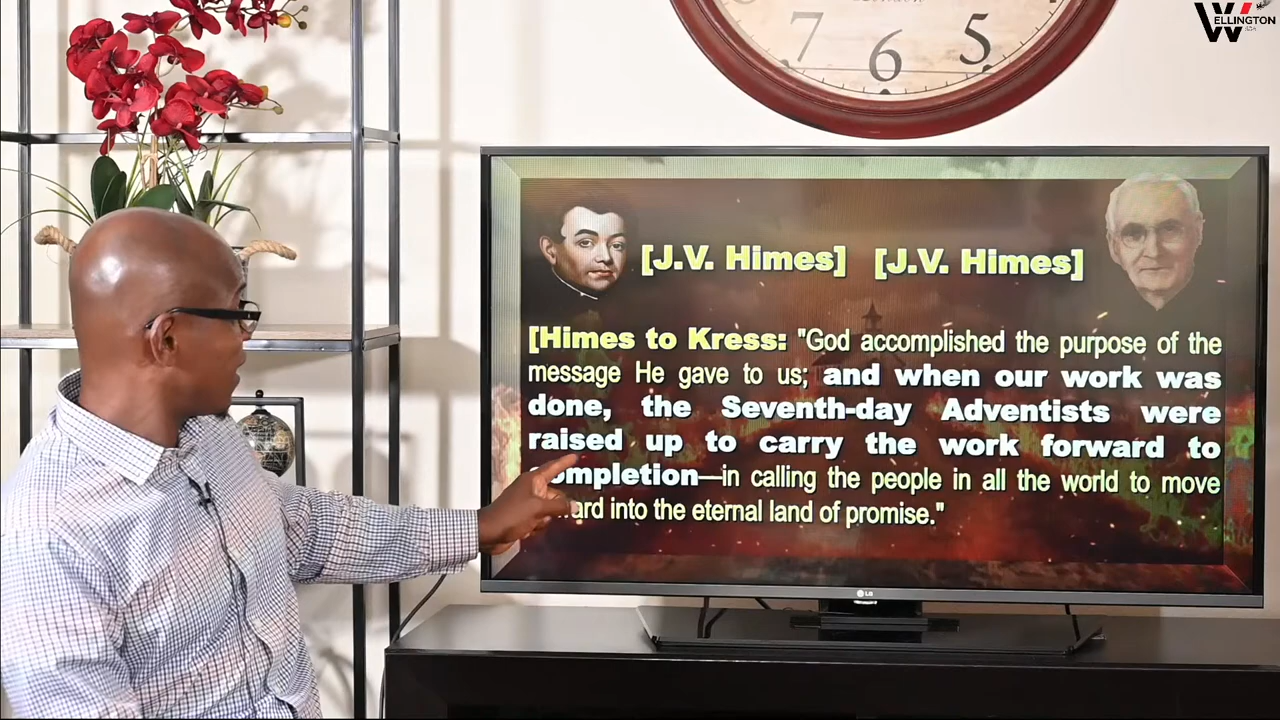 WELLINGTON
7 6 5
[J.V. Himes] [J.V. Himes]
[Himes to Kress: "God accomplished the purpose of the
message He gave to us; and when our work was
done, the Seventh-day Adventists were
raised up to carry the work forward to
ompletion—in calling the people in all the world to move
ard into the eternal land of promise."
LG